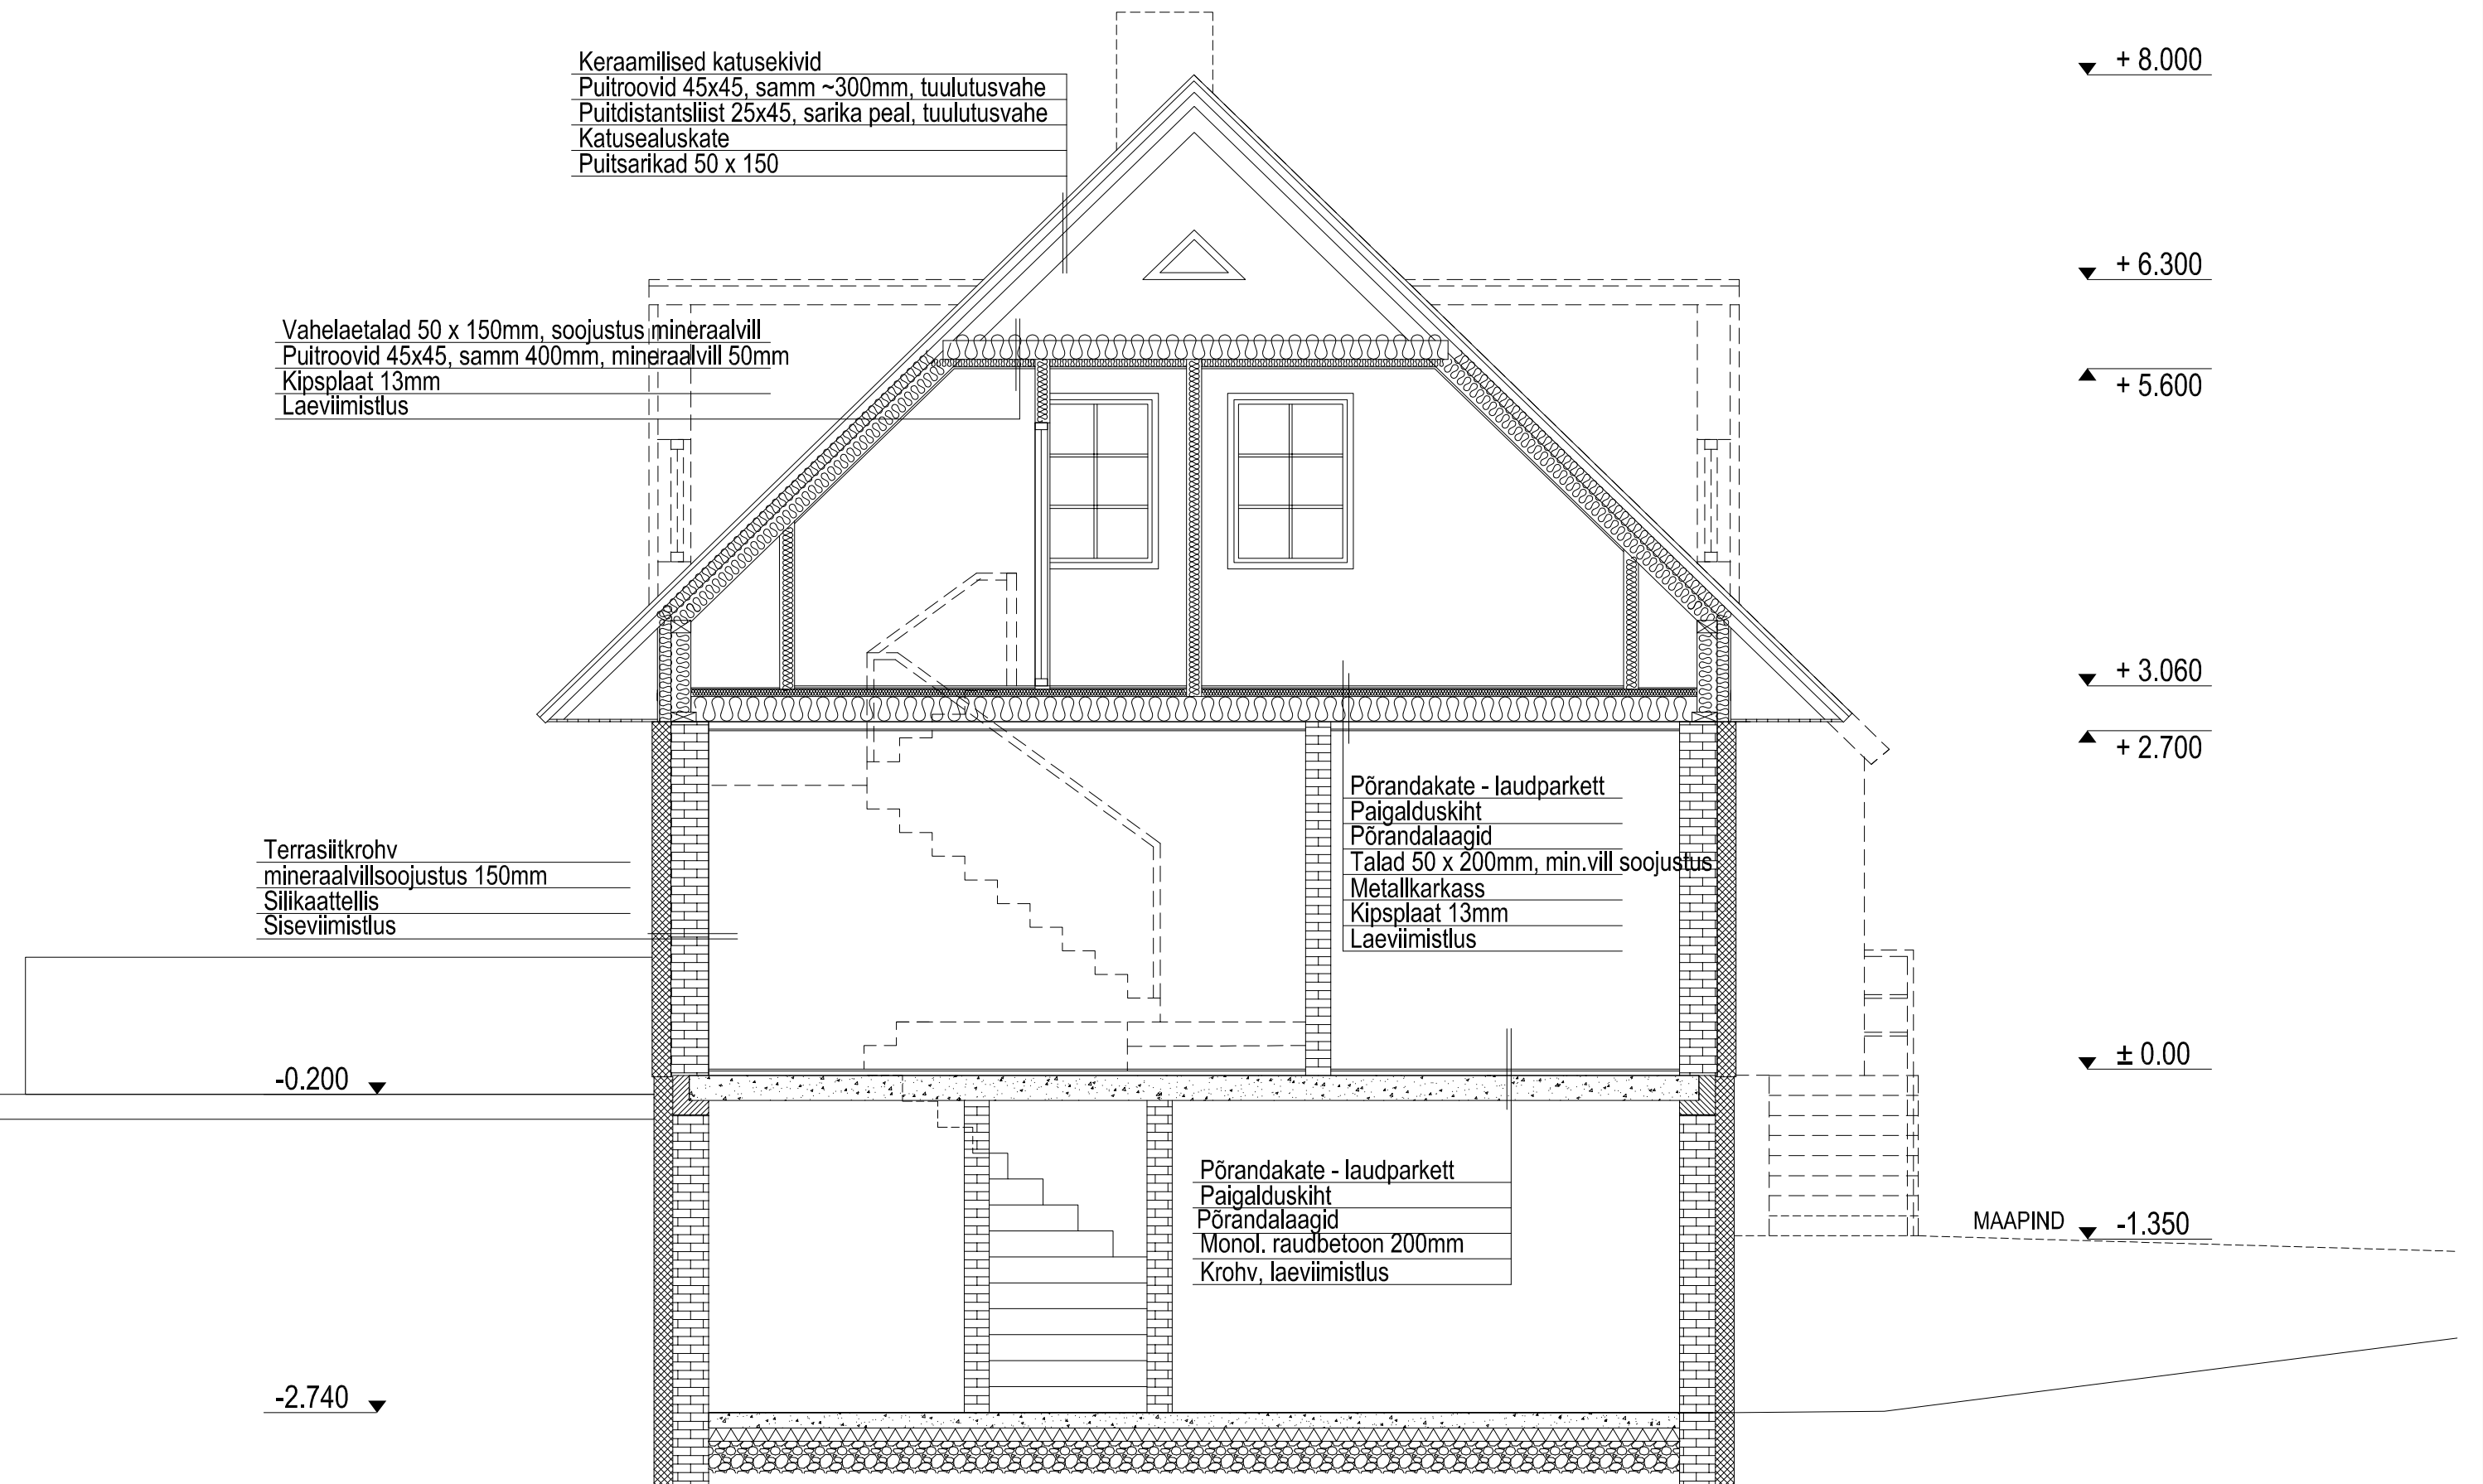 Keraamilised katusekivid
Puitroovid 45x45, samm ~300mm, tuulutusvahe
Puitdistantsliist 25x45, sarika peal, tuulutusvahe
Katusealuskate
Puitsarikad 50 x 150
+ 8.000
+ 6.300
Vahelaetalad 50 x 150mm, soojustus mineraalvill
Puitroovid 45x45, samm 400mm, mineraalvill 50mm
Kipsplaat 13mm
Laeviimistlus
+ 5.600
+ 3.060
+ 2.700
Põrandakate - laudparkett
Paigalduskiht
Põrandalaagid
Talad 50 x 200mm, min.vill soojustus
Metallkarkass
Kipsplaat 13mm
Laeviimistlus
Terrasiitkrohv
mineraalvillsoojustus 150mm
Silikaattellis
Siseviimistlus
± 0.00
-0.200
Põrandakate - laudparkett
Paigalduskiht
Põrandalaagid
Monol. raudbetoon 200mm
Krohv, laeviimistlus
MAAPIND -1.350
-2.740